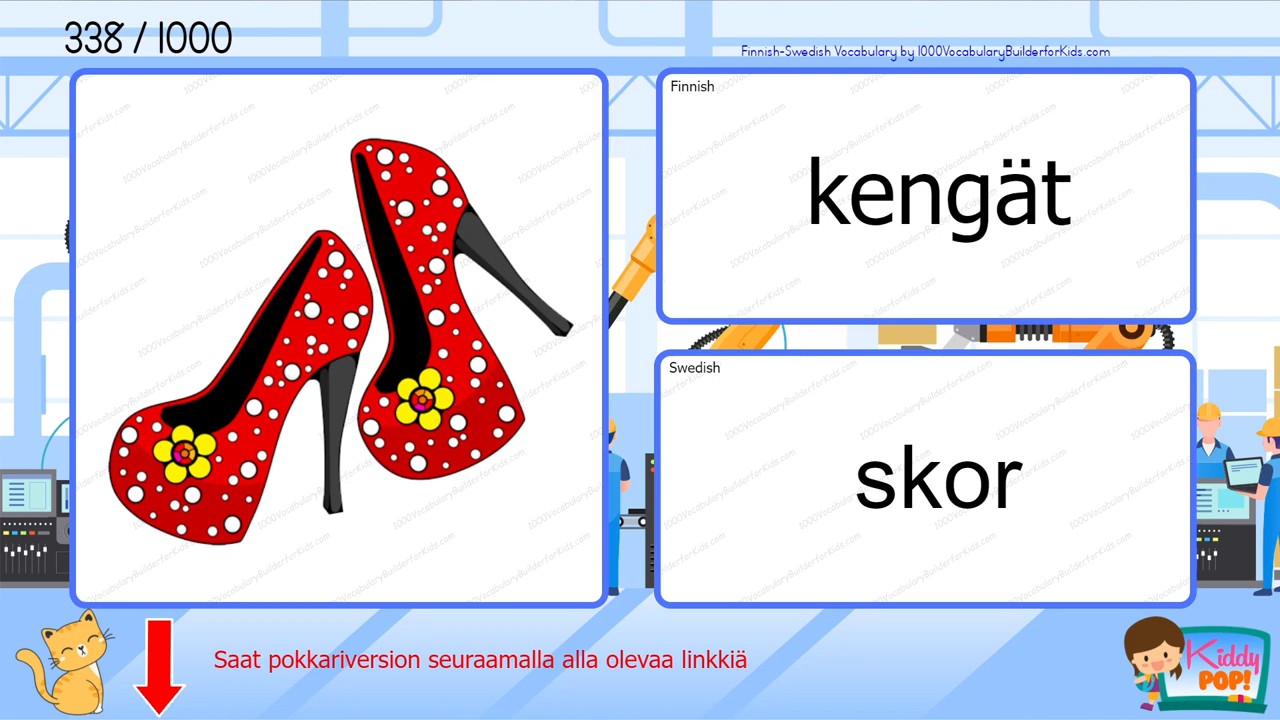 338 / 1000
Finnish-Swedish Vocabulary by 1000VocabularyBuilderforKids.com
Finnish
kengät
Swedish
skor
Saat pokkariversion seuraamalla alla olevaa linkkiä
Kiddy
POP!